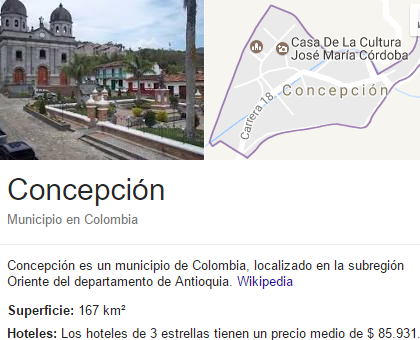 Casa De La Cultura
José María Córdoba
Concepción
Carrera 18
Concepción
Municipio en Colombia
Concepción es un municipio de Colombia, localizado en la subregión
Oriente del departamento de Antioquia. Wikipedia
Superficie: 167 km²
Hoteles: Los hoteles de 3 estrellas tienen un precio medio de $ 85.931.